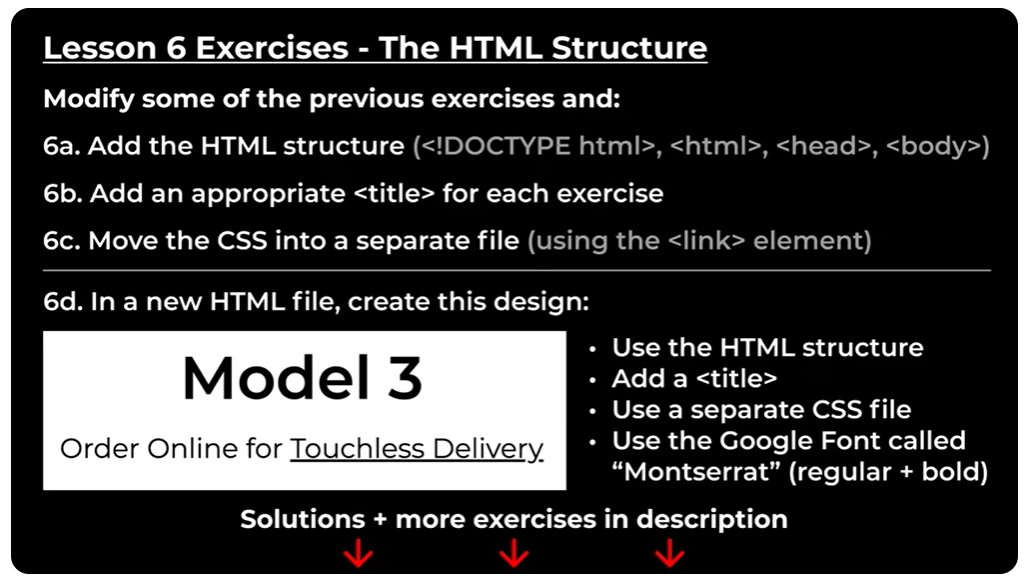 Lesson 6 Exercises - The HTML Structure
Modify some of the previous exercises and:
6a. Add the HTML structure (<!DOCTYPE html>, <html>, <head>, <body>)
6b. Add an appropriate <title> for each exercise
6c. Move the CSS into a separate file (using the <link> element)
6d. In a new HTML file, create this design:
Model 3
Order Online for Touchless Delivery
• Use the HTML structure
• Add a <title>
• Use a separate CSS file
• Use the Google Font called
“Montserrat” (regular + bold)
Solutions + more exercises in description